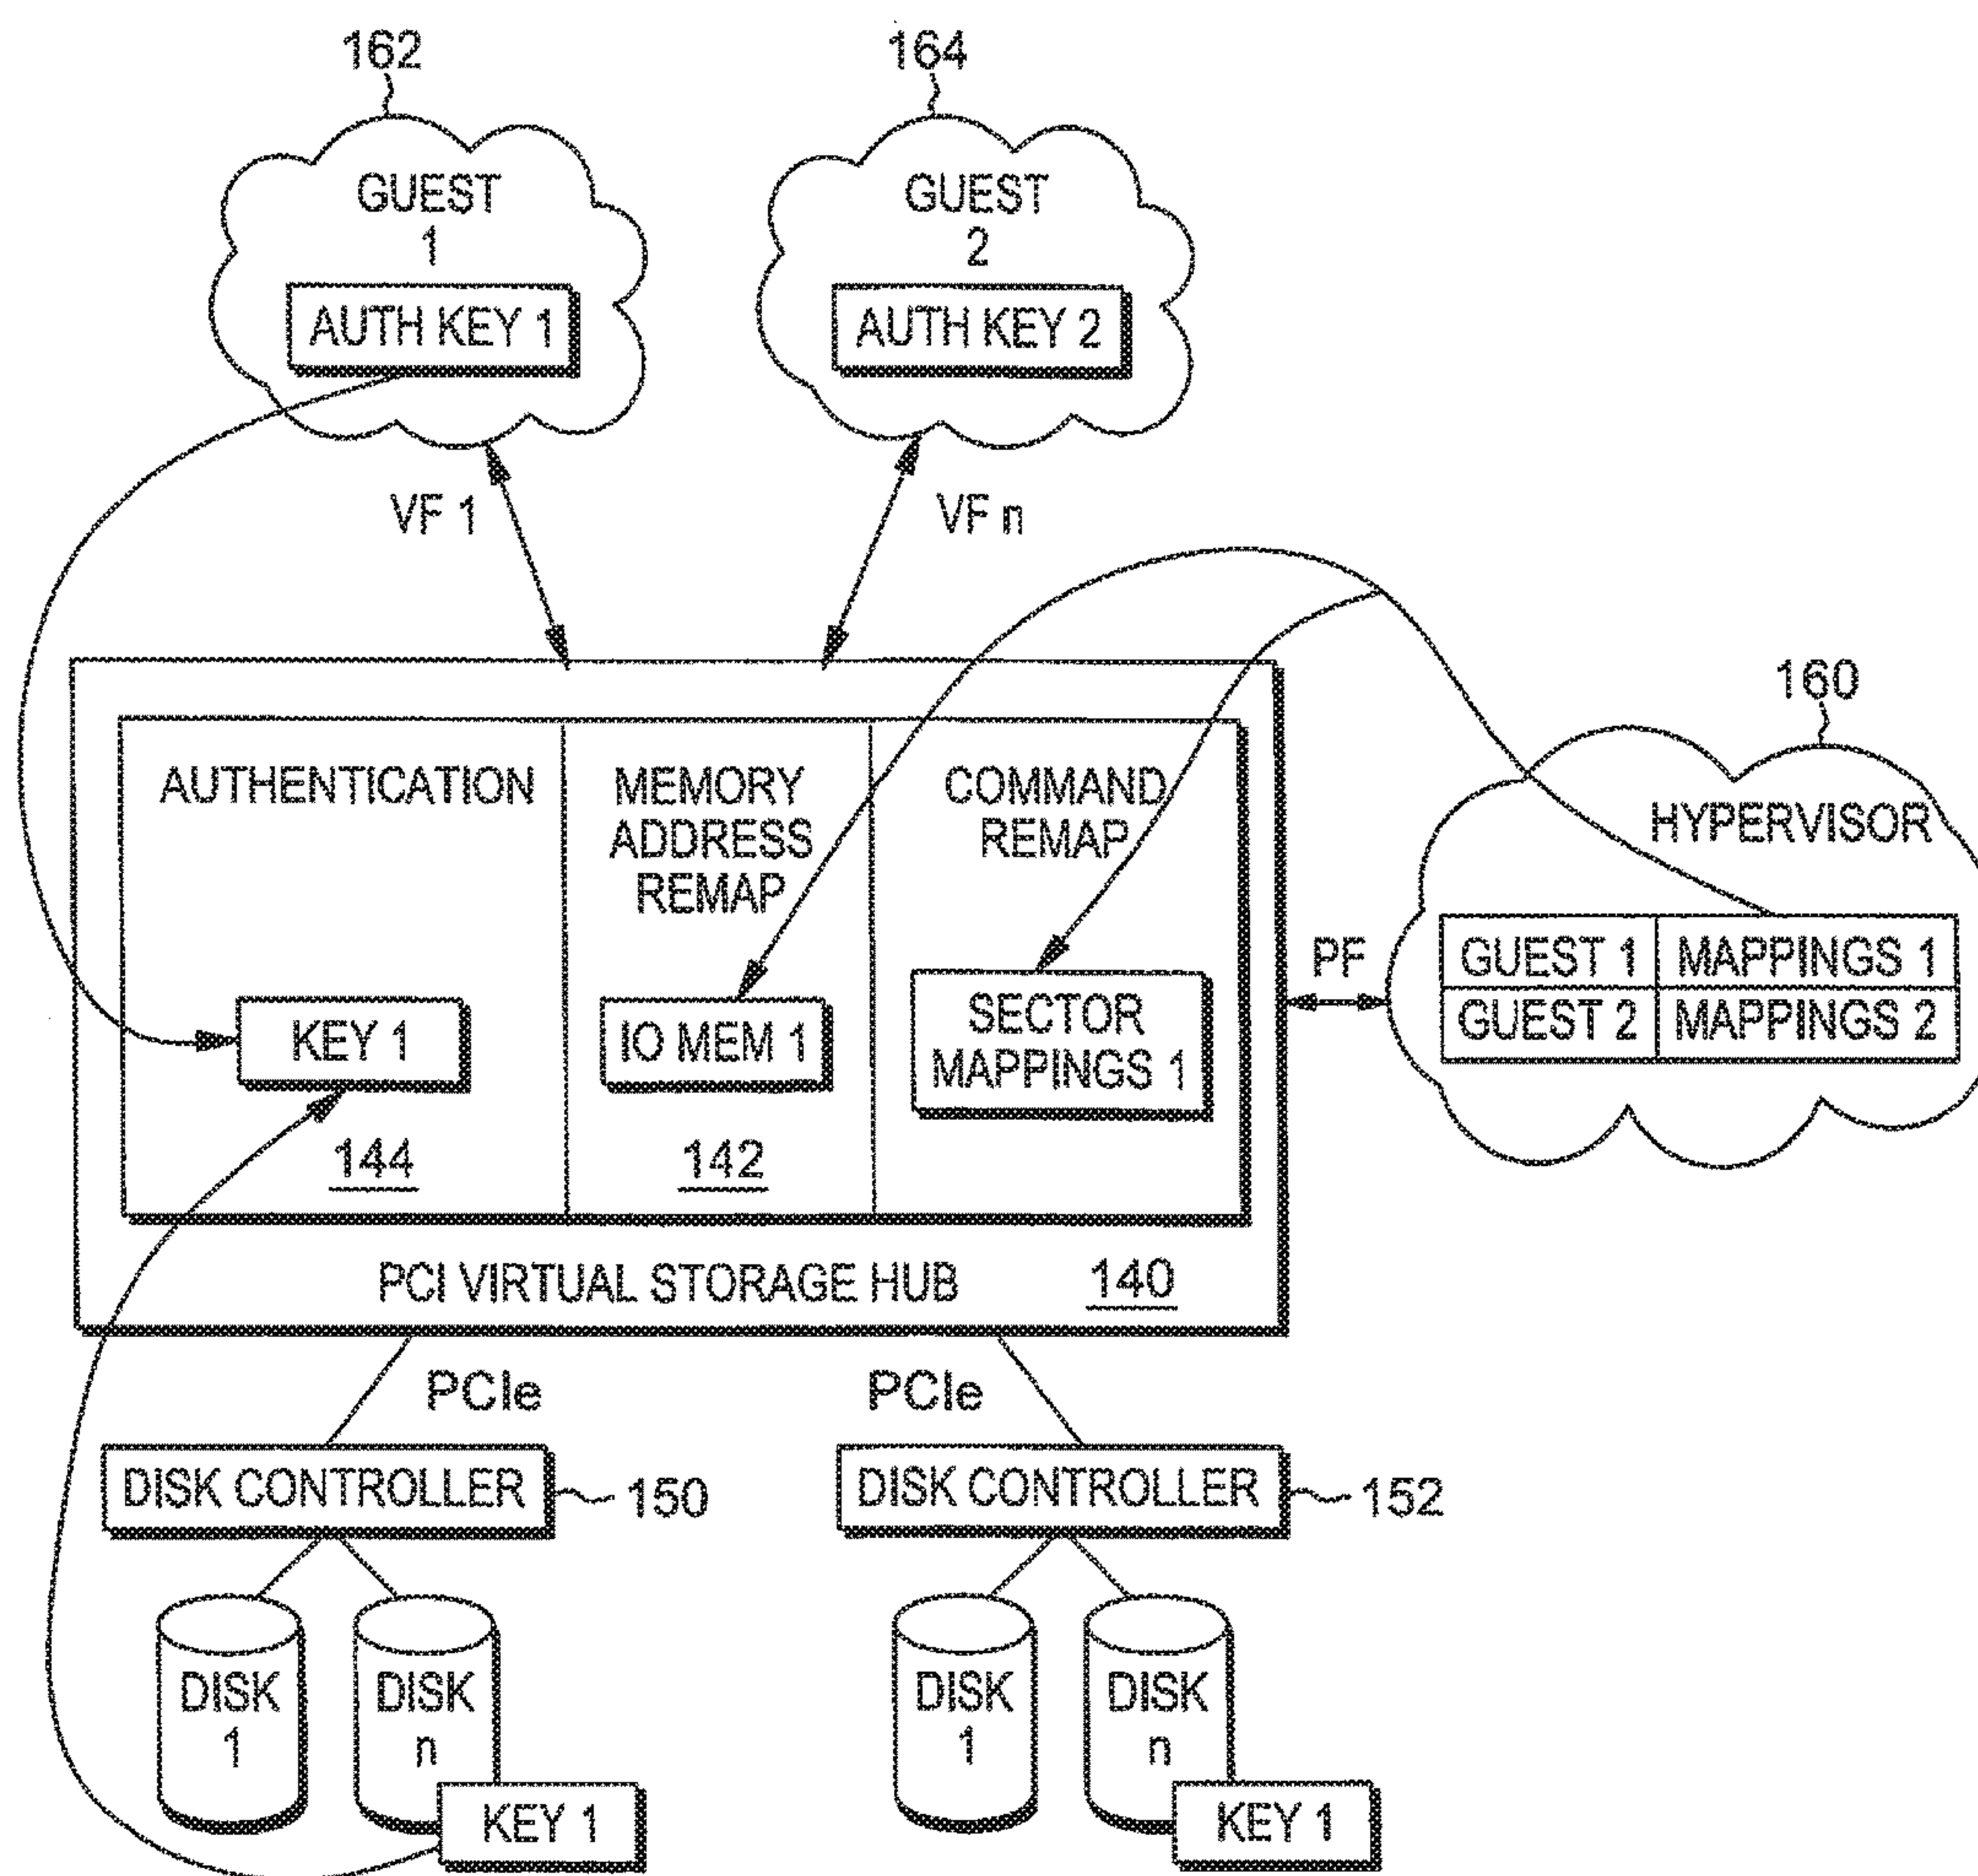 162
164
GUEST
1
AUTH KEY 1
GUEST
2
AUTH KEY 2
VF 1
VF n
160
HYPERVISOR
GUEST 1 MAPPINGS 1
GUEST 2 MAPPINGS 2
PF
AUTHENTICATION
KEY 1
144
MEMORY
ADDRESS
REMAP
IO MEM 1
142
COMMAND
REMAP
SECTOR
MAPPINGS 1
PCI VIRTUAL STORAGE HUB 140
PCIe
PCIe
DISK CONTROLLER 150
DISK CONTROLLER 152
DISK
1
DISK
n
KEY 1
DISK
1
DISK
n
KEY 1